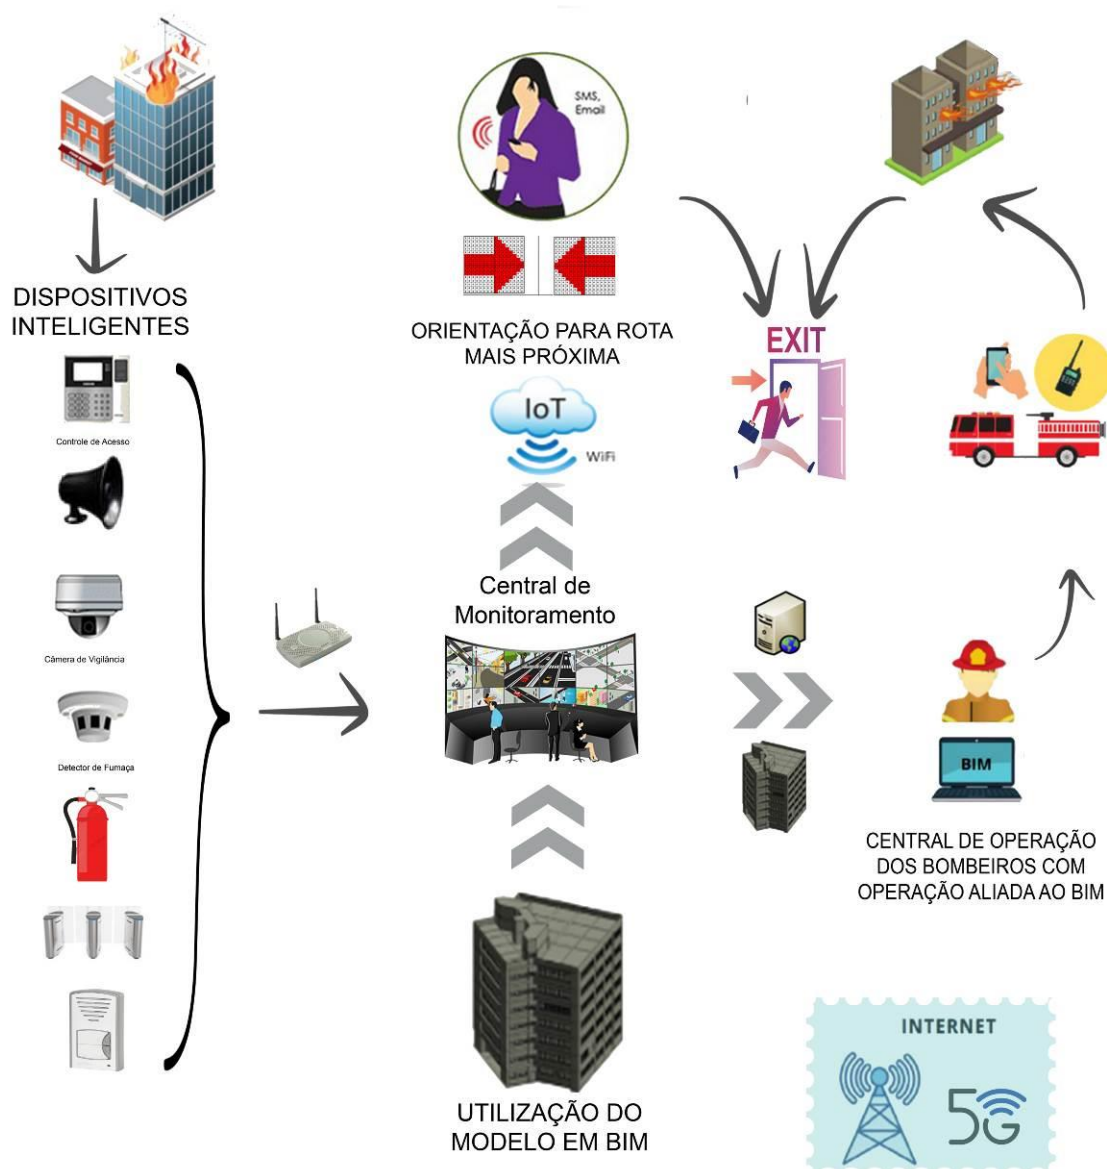 SMS,
Email
DISPOSITIVOS
INTELIGENTES
ORIENTAÇÃO PARA ROTA
MAIS PRÓXIMA
EXIT
IoT
WiFi
Controle de Acesso
Central de
Monitoramento
Câmera de Vigilância
Detector de Fumaça
BIM
CENTRAL DE OPERAÇÃO
DOS BOMBEIROS COM
OPERAÇÃO ALIADA AO BIM
UTILIZAÇÃO DO
MODELO EM BIM
INTERNET
5G